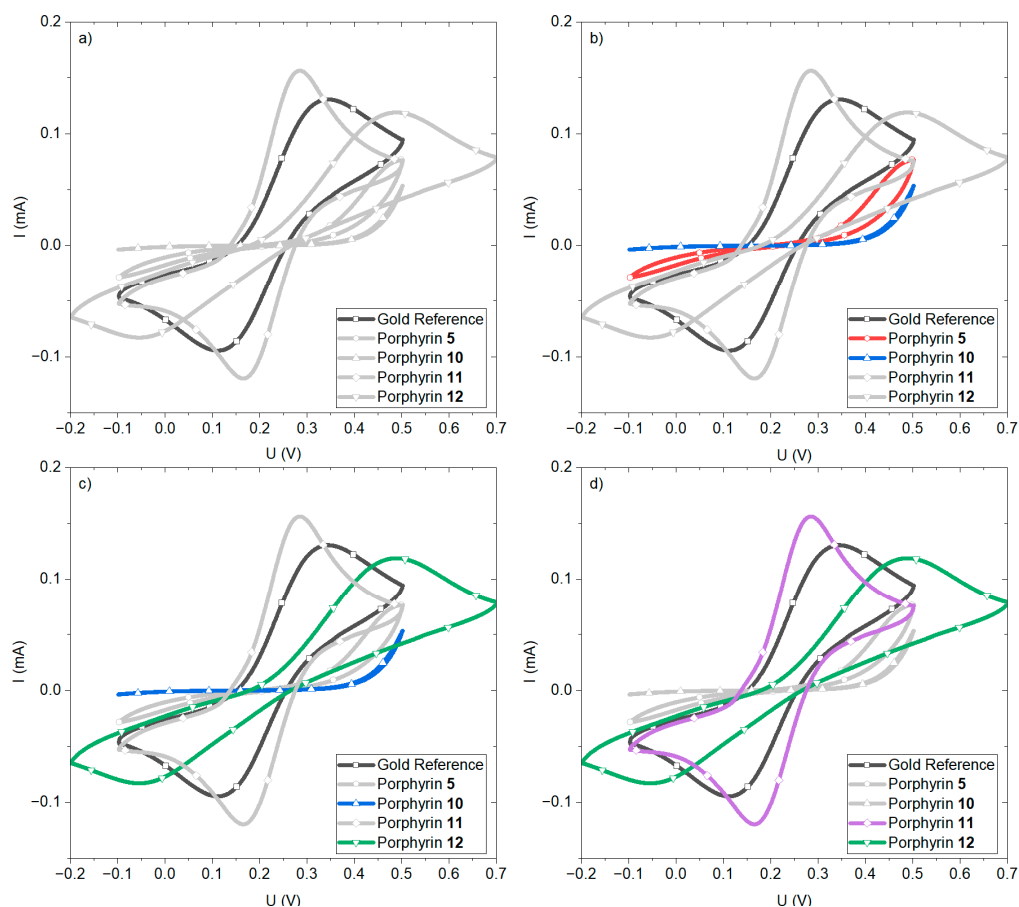 a)
0.2
0.1
0.0
−0.1
I (mA)
−0.2 −0.1 0.0 0.1 0.2 0.3 0.4 0.5 0.6 0.7
U (V)
Gold Reference
Porphyrin 5
Porphyrin 10
Porphyrin 11
Porphyrin 12
b)
0.2
0.1
0.0
−0.1
I (mA)
−0.2 −0.1 0.0 0.1 0.2 0.3 0.4 0.5 0.6 0.7
U (V)
Gold Reference
Porphyrin 5
Porphyrin 10
Porphyrin 11
Porphyrin 12
c)
0.2
0.1
0.0
−0.1
I (mA)
−0.2 −0.1 0.0 0.1 0.2 0.3 0.4 0.5 0.6 0.7
U (V)
Gold Reference
Porphyrin 5
Porphyrin 10
Porphyrin 11
Porphyrin 12
d)
0.2
0.1
0.0
−0.1
I (mA)
−0.2 −0.1 0.0 0.1 0.2 0.3 0.4 0.5 0.6 0.7
U (V)
Gold Reference
Porphyrin 5
Porphyrin 10
Porphyrin 11
Porphyrin 12